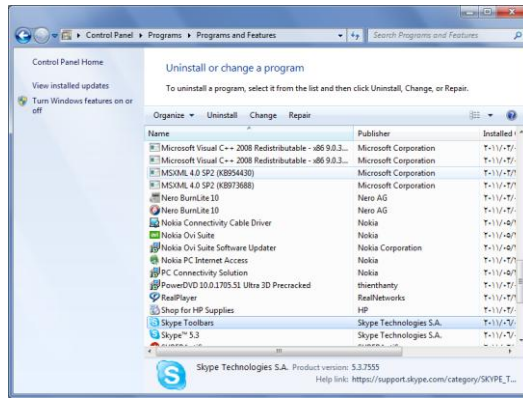 Control Panel ▸ Programs ▸ Programs and Features
Search Programs and Features
Control Panel Home
View installed updates
Turn Windows features on or
off
Uninstall or change a program
To uninstall a program, select it from the list and then click Uninstall, Change, or Repair.
Organize Uninstall Change Repair
Name Publisher Installed
Microsoft Visual C++ 2008 Redistributable - x86 9.0.3... Microsoft Corporation
Microsoft Visual C++ 2008 Redistributable - x86 9.0.3... Microsoft Corporation
MSXML 4.0 SP2 (KB954430) Microsoft Corporation
MSXML 4.0 SP2 (KB973688) Microsoft Corporation
Nero BurnLite 10 Nero AG
Nero BurnLite 10 Nero AG
Nokia Connectivity Cable Driver Nokia
Nokia Ovi Suite Nokia
Nokia Ovi Suite Software Updater Nokia Corporation
Nokia PC Internet Access Nokia
PC Connectivity Solution Nokia
PowerDVD 10.0.1705.51 Ultra 3D Precracked thienthanty
RealPlayer RealNetworks
Shop for HP Supplies HP
Skype Toolbars Skype Technologies S.A.
Skype™ 5.3 Skype Technologies S.A.
Skype Technologies S.A. Product version: 5.3.7555
Help link: https://support.skype.com/category/SKYPE_T...